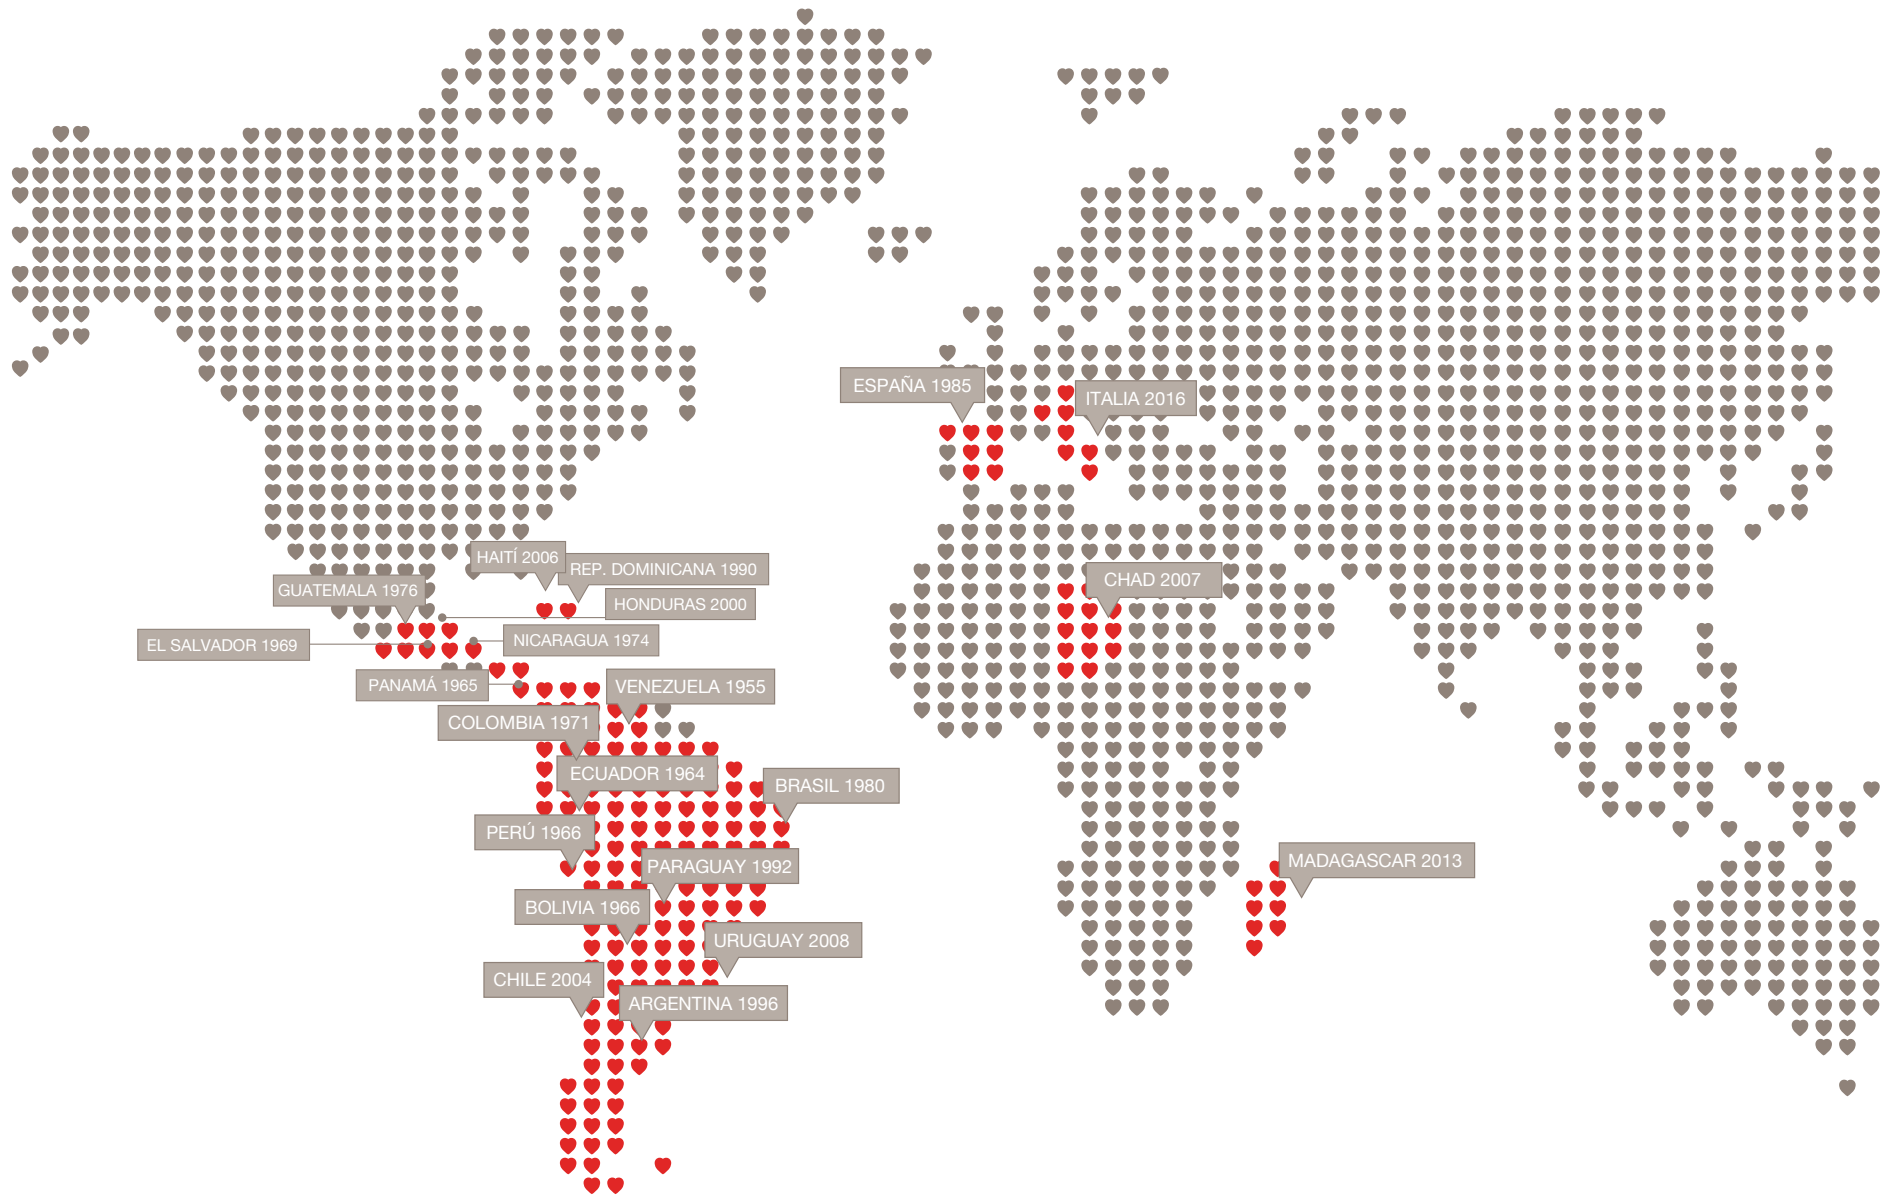 ESPAÑA 1985
ITALIA 2016
HAITÍ 2006
REP. DOMINICANA 1990
CHAD 2007
GUATEMALA 1976
HONDURAS 2000
EL SALVADOR 1969
NICARAGUA 1974
PANAMÁ 1965
VENEZUELA 1955
COLOMBIA 1971
ECUADOR 1964
BRASIL 1980
PERÚ 1966
PARAGUAY 1992
MADAGASCAR 2013
BOLIVIA 1966
URUGUAY 2008
CHILE 2004
ARGENTINA 1996